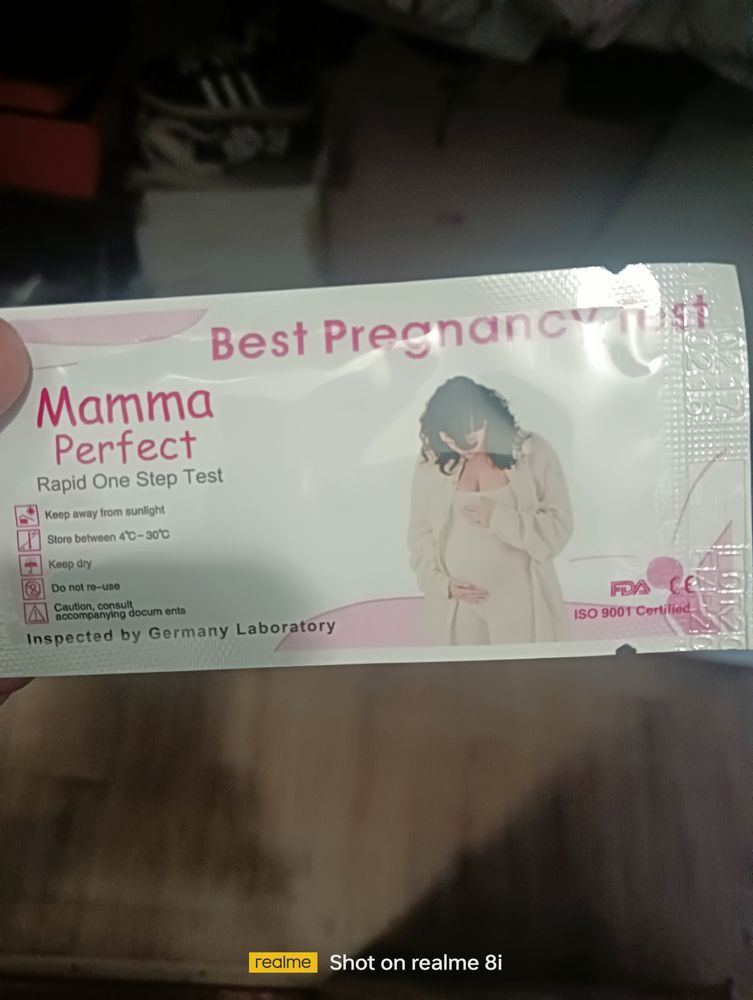 Best Pregnancy Test
Mamma
Perfect
Rapid One Step Test
Keep away from sunlight
Store between 4℃-30℃
Keep dry
Do not re-use
Caution, consult
accompanying docum ents
Inspected by Germany Laboratory
FDA CE
ISO 9001 Certified
realme Shot on realme 8i